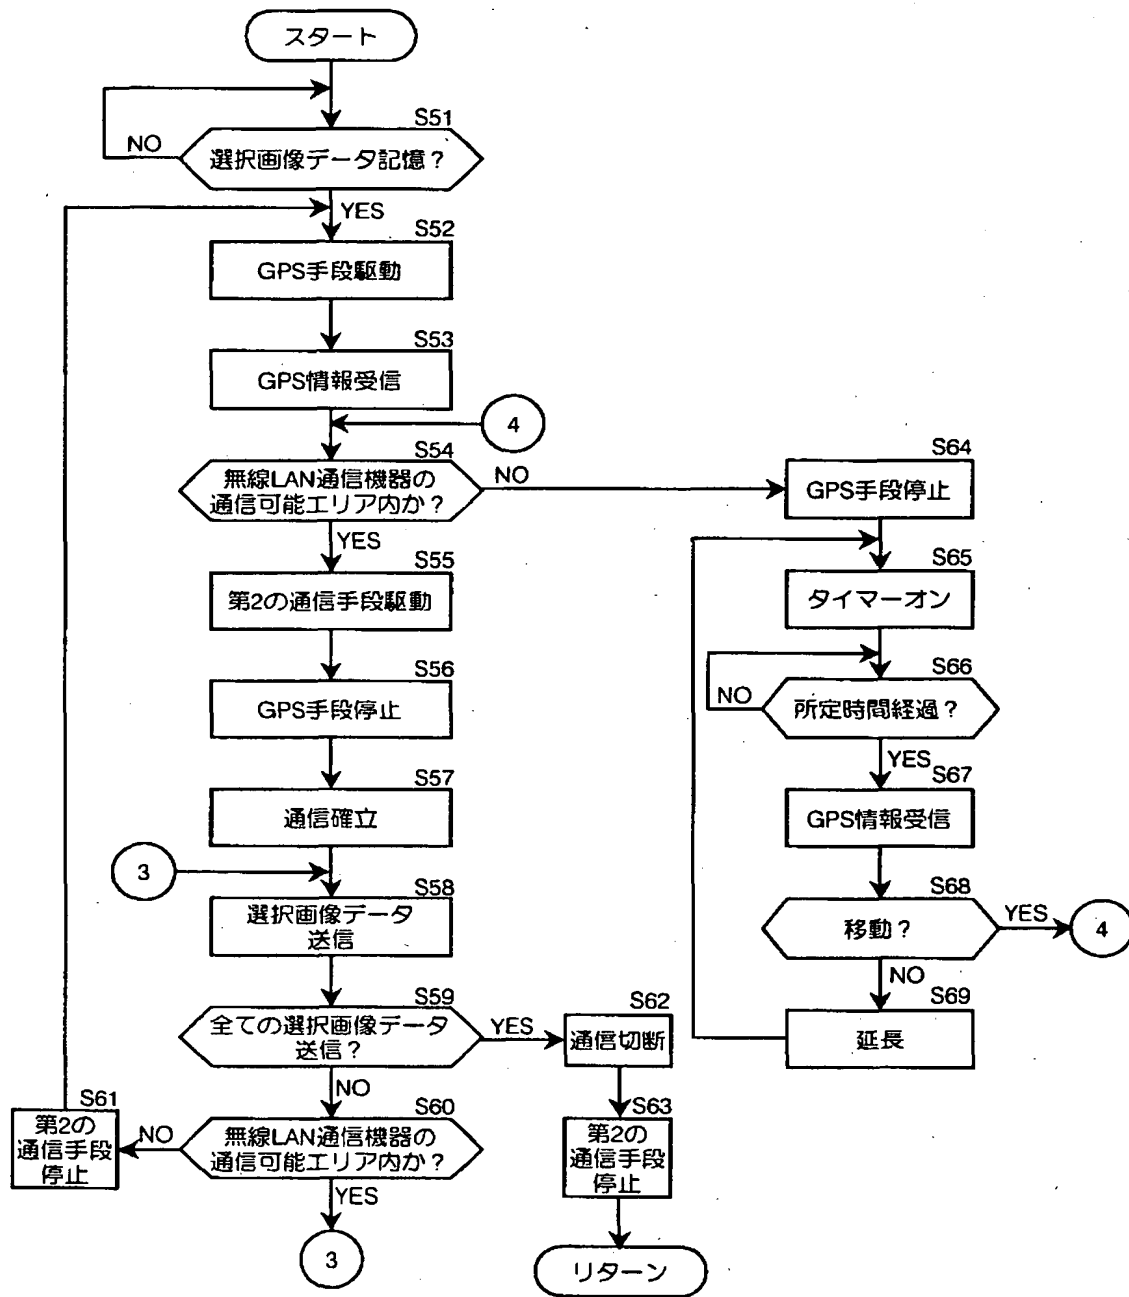 スタート
S51
NO
選択画像データ記憶？
YES
S52
GPS手段駆動
S53
GPS情報受信
4
S54
無線LAN通信機器の
通信可能エリア内か？
NO
YES
S55
第2の通信手段駆動
S56
GPS手段停止
S57
通信確立
3
S58
選択画像データ
送信
S59
全ての選択画像データ
送信？
YES
NO
S60
無線LAN通信機器の
通信可能エリア内か？
NO
YES
3
S61
第2の
通信手段
停止
S62
通信切断
S63
第2の
通信手段
停止
リターン
S64
GPS手段停止
S65
タイマーオン
S66
NO
所定時間経過？
YES
S67
GPS情報受信
S68
移動？
YES
4
NO
S69
延長